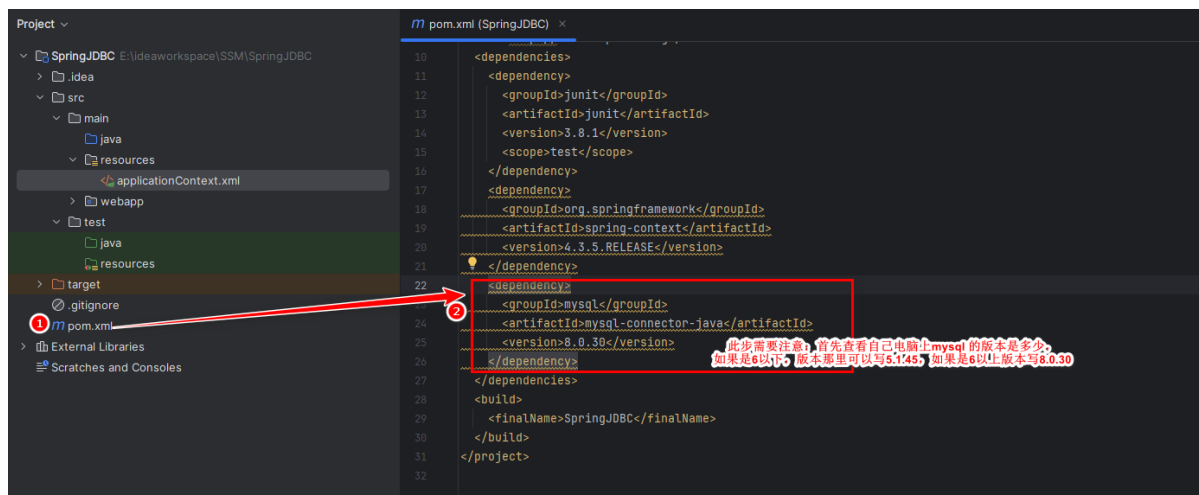 Project
SpringJDBC E:\ideaworkspace\SSM\SpringJDBC
.idea
src
main
java
resources
applicationContext.xml
webapp
test
java
resources
target
.gitignore
1 pom.xml
External Libraries
Scratches and Consoles
pom.xml (SpringJDBC)
10 <dependencies>
11 <dependency>
12 <groupId>junit</groupId>
13 <artifactId>junit</artifactId>
14 <version>3.8.1</version>
15 <scope>test</scope>
16 </dependency>
17 <dependency>
18 <groupId>org.springframework</groupId>
19 <artifactId>spring-context</artifactId>
20 <version>4.3.5.RELEASE</version>
21 </dependency>
22 <dependency>
2 <groupId>mysql</groupId>
24 <artifactId>mysql-connector-java</artifactId>
25 <version>8.0.30</version>
26 </dependency>
27 </dependencies>
28 <build>
29 <finalName>SpringJDBC</finalName>
30 </build>
31 </project>
32
此步需要注意：首先查看自己电脑上mysql 的版本是多少，
如果是6以下，版本那里可以写5.1.45，如果是6以上版本写8.0.30